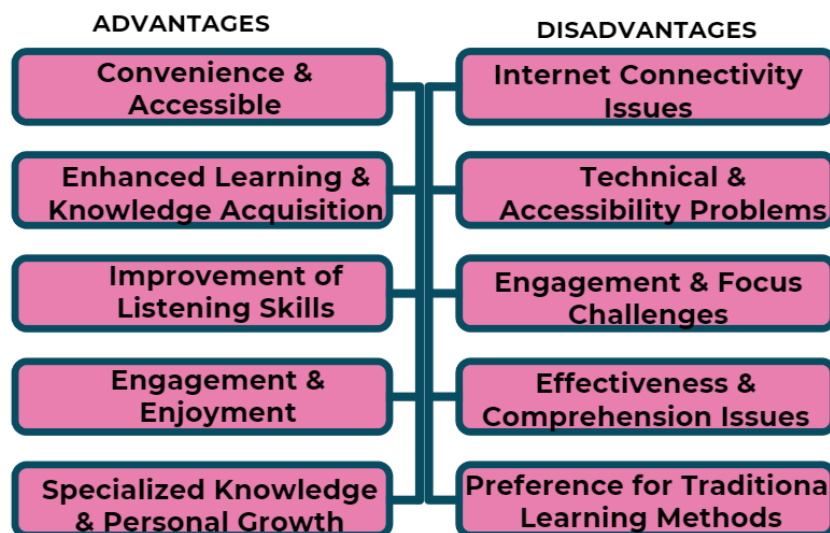 ADVANTAGES
Convenience &
Accessible
Enhanced Learning &
Knowledge Acquisition
Improvement of
Listening Skills
Engagement &
Enjoyment
Specialized Knowledge
& Personal Growth
DISADVANTAGES
Internet Connectivity
Issues
Technical &
Accessibility Problems
Engagement & Focus
Challenges
Effectiveness &
Comprehension Issues
Preference for Traditiona
Learning Methods